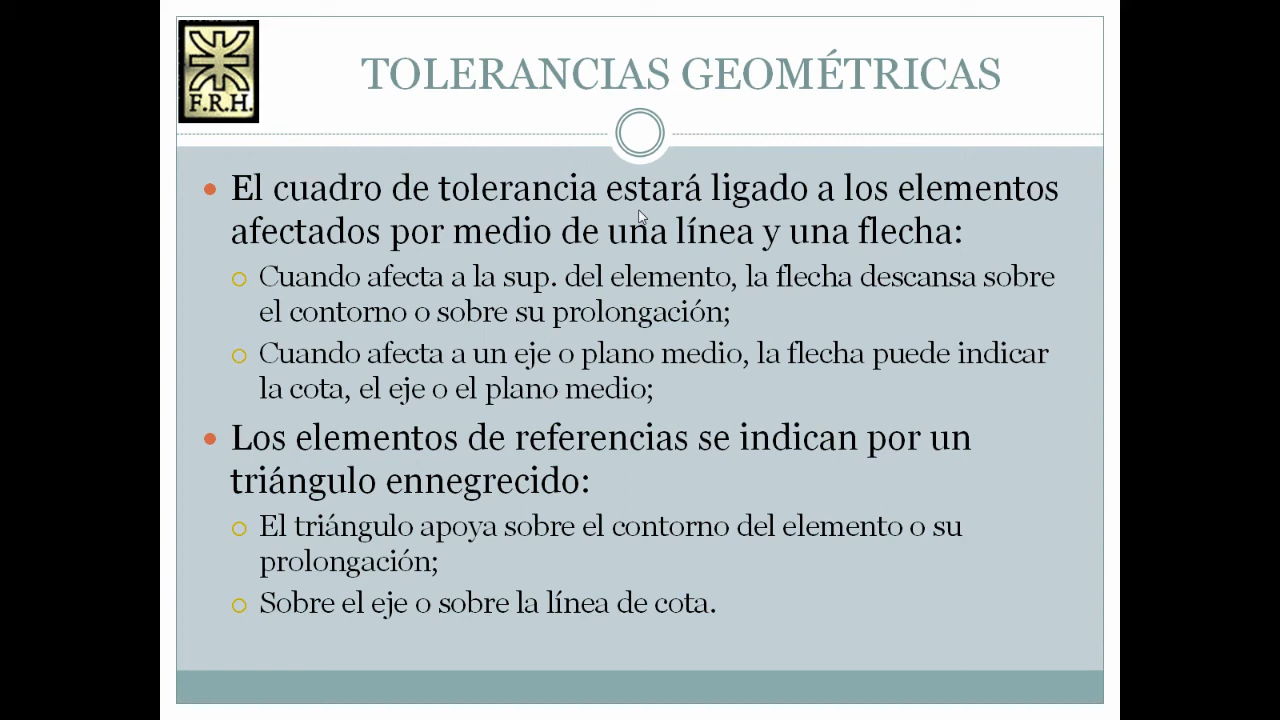 F.R.H.
TOLERANCIAS GEOMÉTRICAS
El cuadro de tolerancia estará ligado a los elementos
afectados por medio de una línea y una flecha:
Cuando afecta a la sup. del elemento, la flecha descansa sobre
el contorno o sobre su prolongación;
Cuando afecta a un eje o plano medio, la flecha puede indicar
la cota, el eje o el plano medio;
Los elementos de referencias se indican por un
triángulo ennegrecido:
El triángulo apoya sobre el contorno del elemento o su
prolongación;
Sobre el eje o sobre la línea de cota.